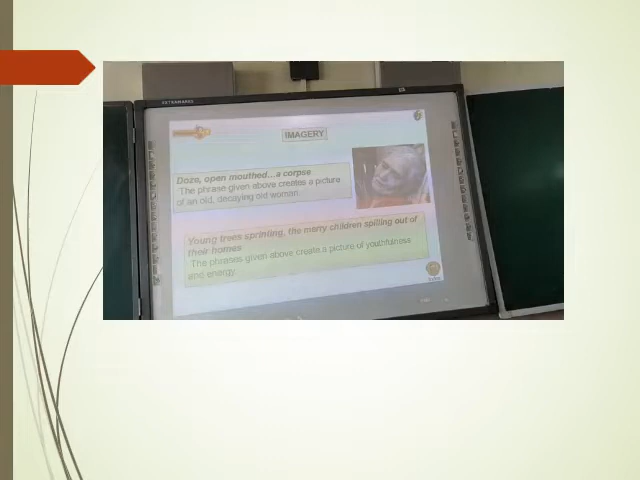 EXTRAMARKS
IMAGERY
Doze, open mouthed...a corpse
The phrase given above creates a picture
of an old, decaying old woman.
Young trees sprinting, the merry children spilling out of
their homes
The phrases given above create a picture of youthfulness
and energy.